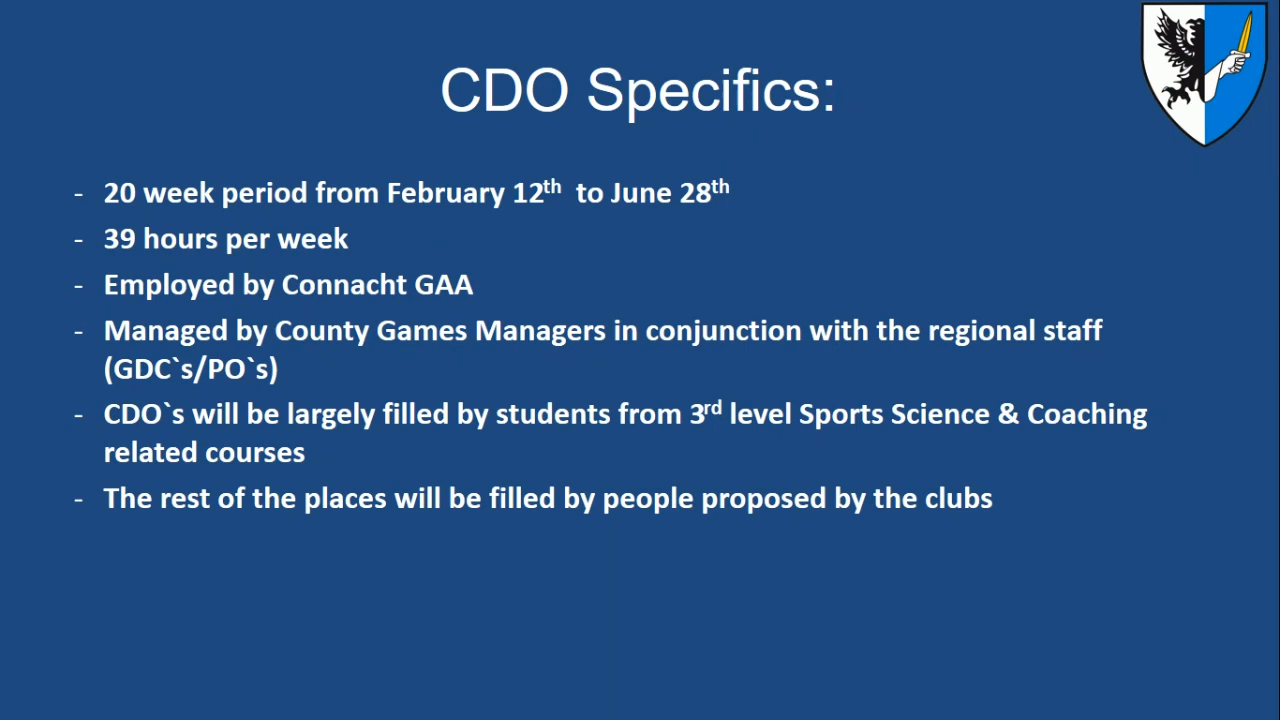 CDO Specifics:
- 20 week period from February 12th to June 28th
- 39 hours per week
- Employed by Connacht GAA
- Managed by County Games Managers in conjunction with the regional staff
(GDC`s/PO`s)
- CDO`s will be largely filled by students from 3rd level Sports Science & Coaching
related courses
- The rest of the places will be filled by people proposed by the clubs